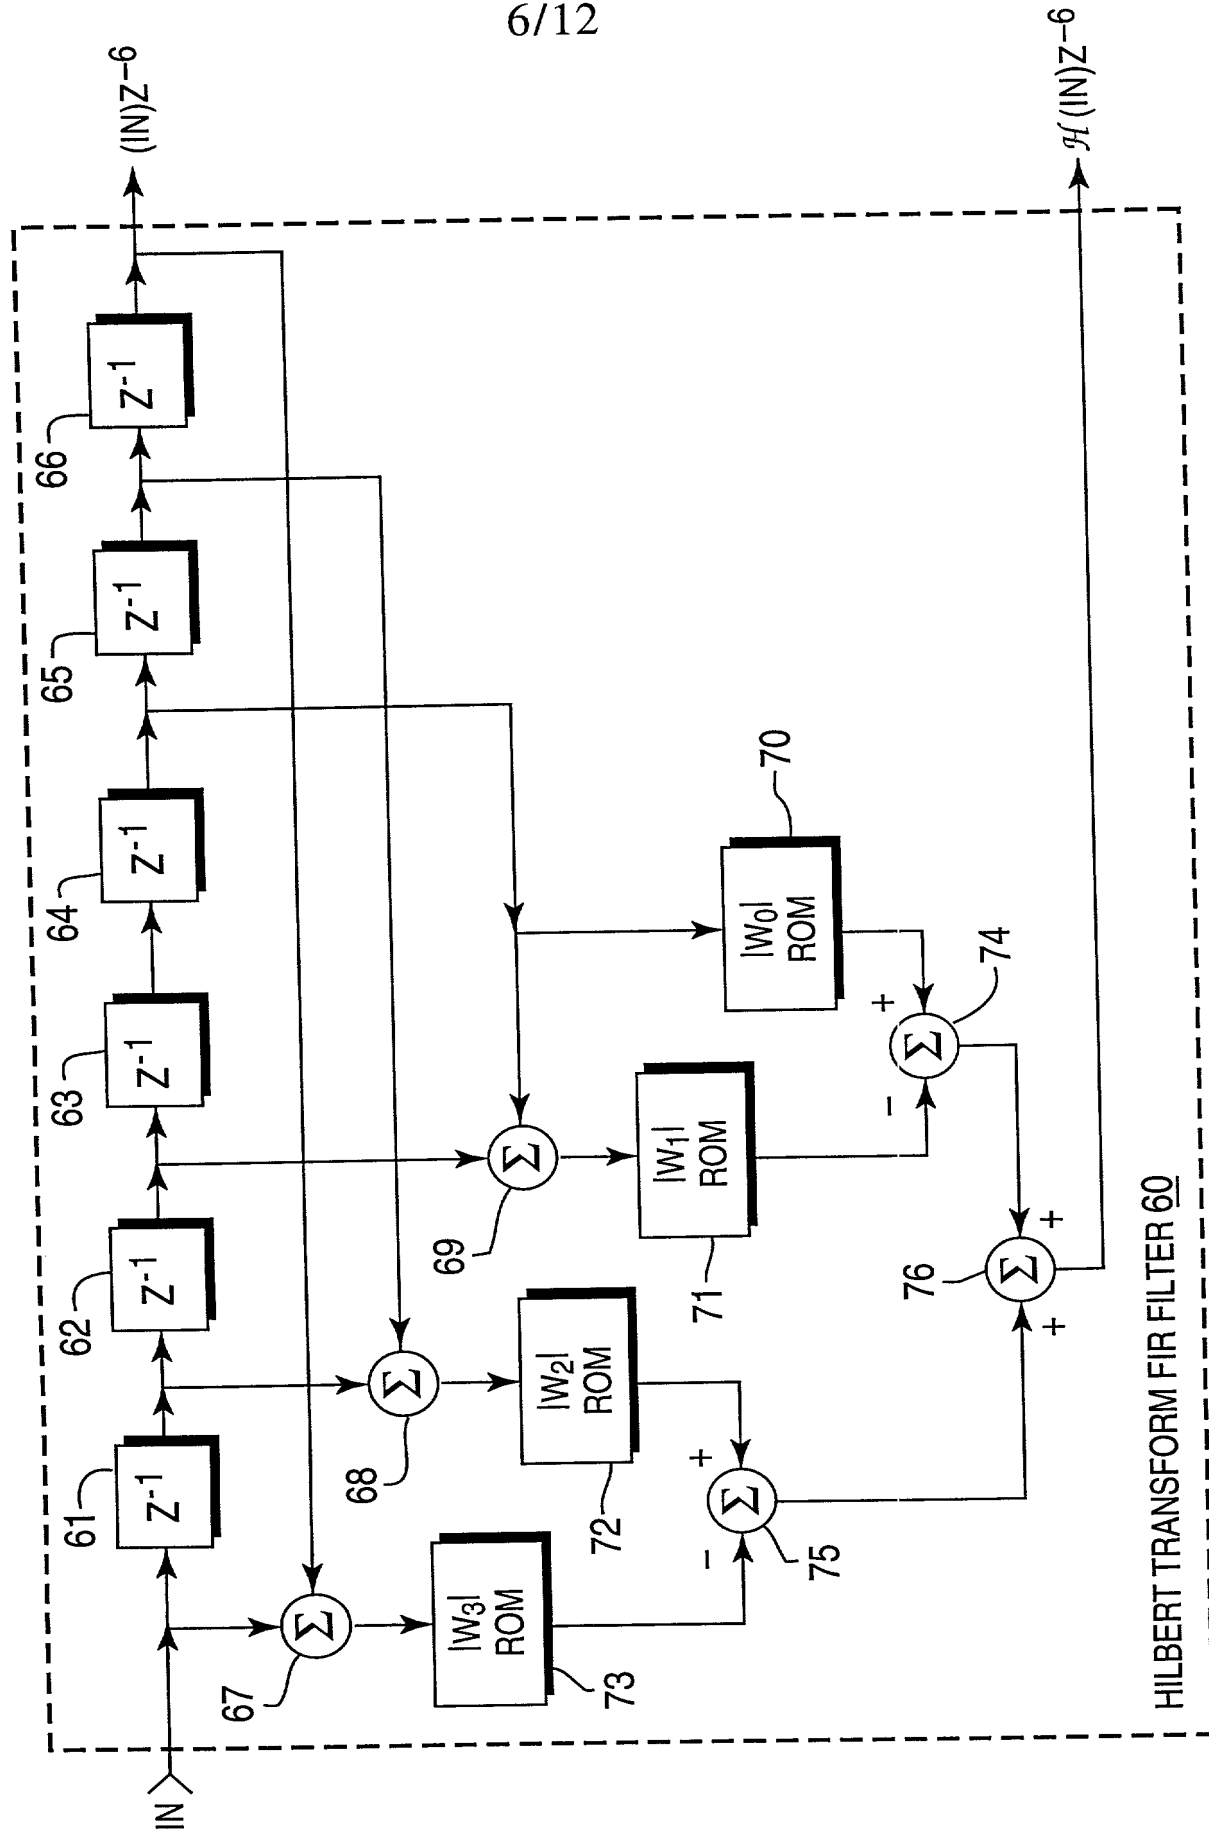 6/12
IN
61
Z-1
62
Z-1
63
Z-1
64
Z-1
65
Z-1
66
Z-1
(IN)Z-6
67
68
69
Σ
Σ
Σ
73
|W3|
ROM
72
|W2|
ROM
71
|W1|
ROM
70
|W0|
ROM
- Σ +
75
- Σ +
74
+ Σ +
76
ℋ(IN)Z-6
HILBERT TRANSFORM FIR FILTER 60